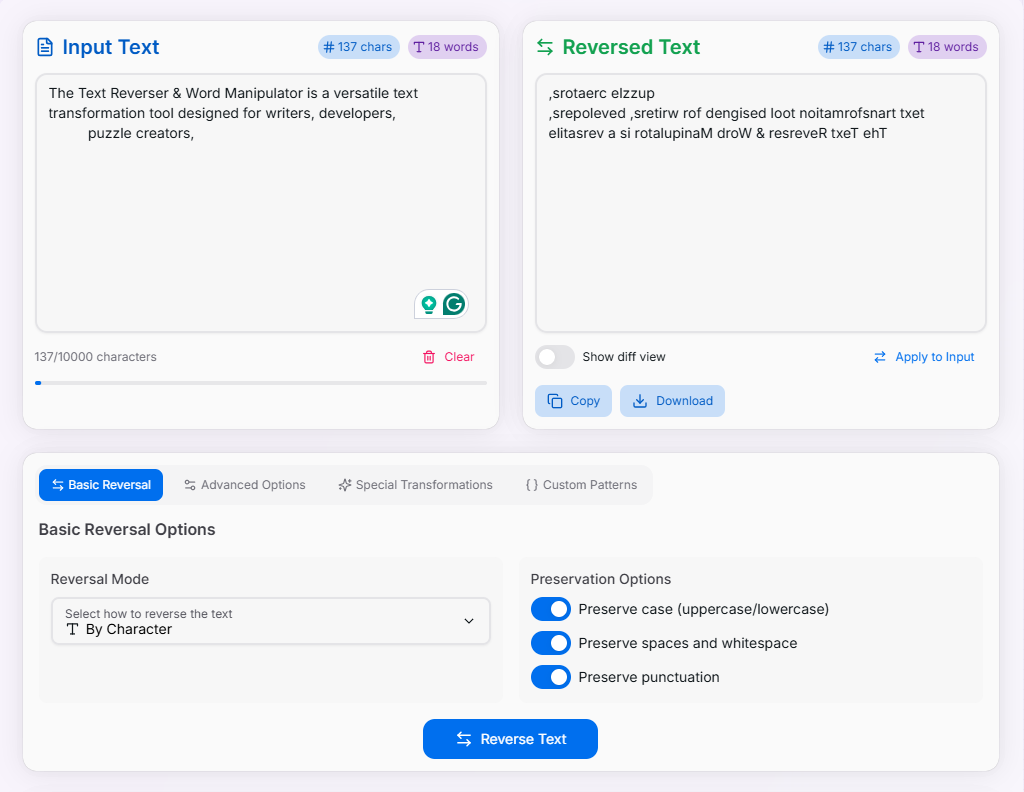 Input Text
# 137 chars
T 18 words
The Text Reverser & Word Manipulator is a versatile text
transformation tool designed for writers, developers,
puzzle creators,
137/10000 characters
Clear
Reversed Text
# 137 chars
T 18 words
,srotaerc elzzup
,srepoleved ,sretirw rof dengised loot noitamrofsnart txet
elitasrev a si rotalupinaM droW & resreveR txeT ehT
Show diff view
Apply to Input
Copy
Download
Basic Reversal
Advanced Options
Special Transformations
{ } Custom Patterns
Basic Reversal Options
Reversal Mode
Select how to reverse the text
T By Character
Preservation Options
Preserve case (uppercase/lowercase)
Preserve spaces and whitespace
Preserve punctuation
Reverse Text